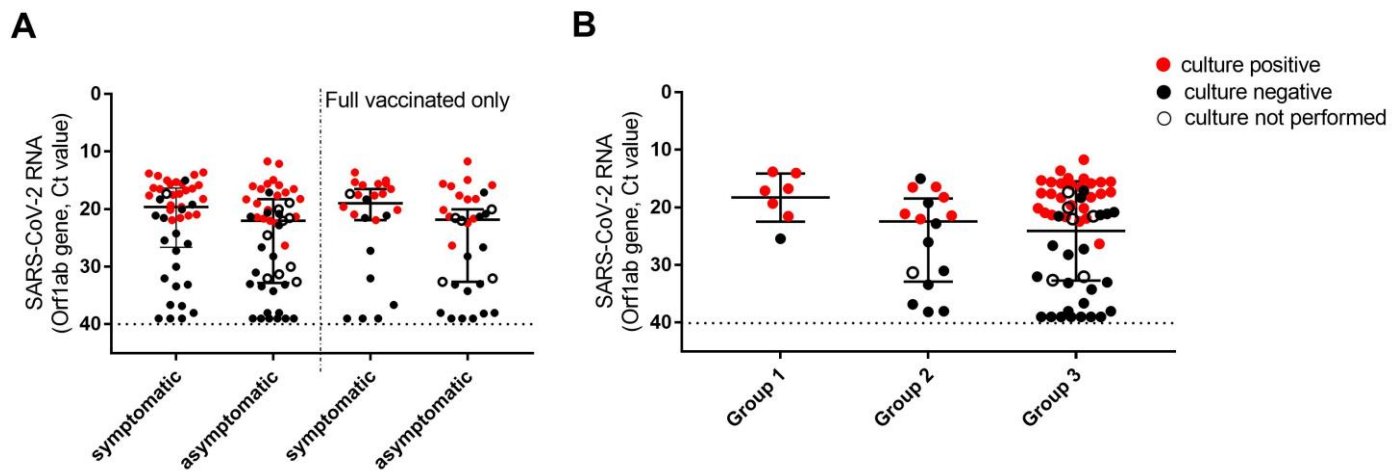 A
SARS-CoV-2 RNA
(Orf1ab gene, Ct value)
0
10
20
30
40
Full vaccinated only
symptomatic
asymptomatic
symptomatic
asymptomatic
B
SARS-CoV-2 RNA
(Orf1ab gene, Ct value)
0
10
20
30
40
Group 1
Group 2
Group 3
culture positive
culture negative
culture not performed